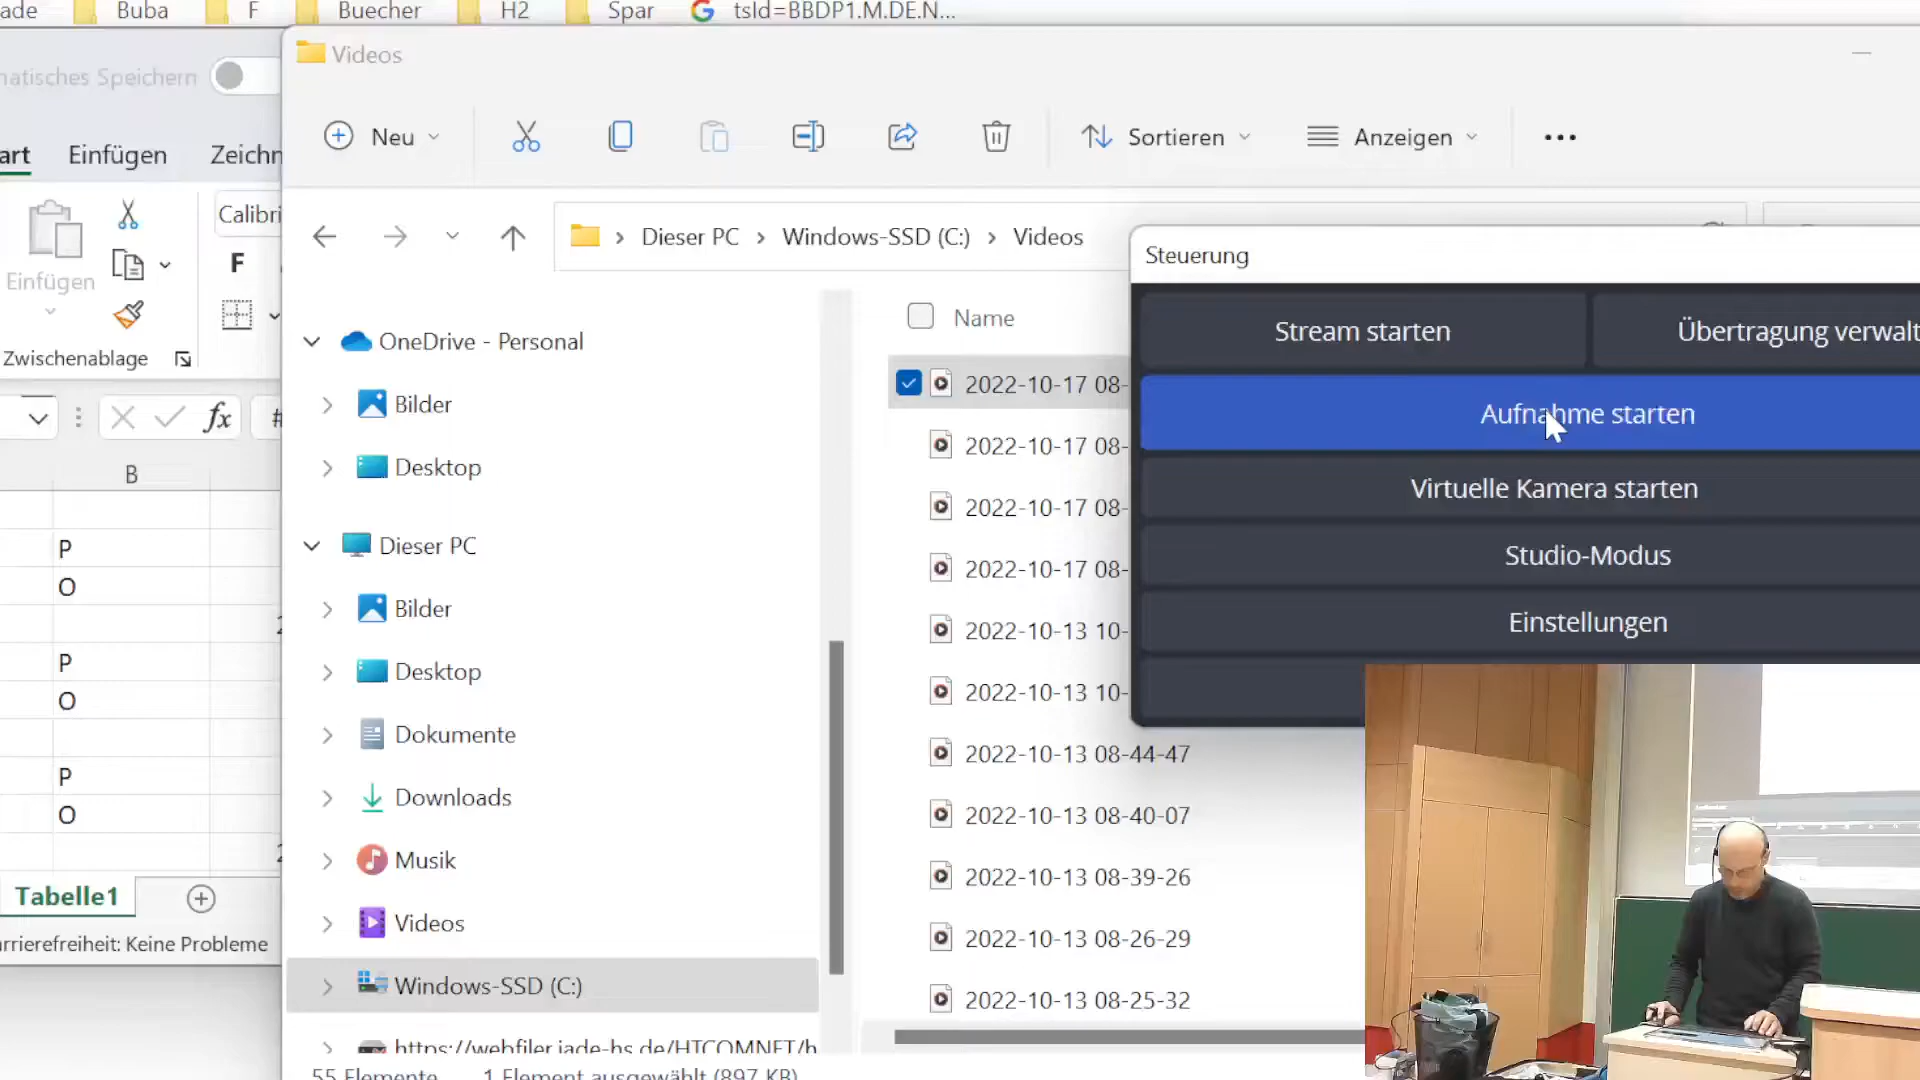 ade Buba F Buecher H2 Spar tsId=BBDP1.M.DE.N...
Videos
matisches Speichern
Neu Sortieren Anzeigen
art Einfügen Zeichn
Calibri
F
Einfügen
Zwischenablage
Dieser PC Windows-SSD (C:) Videos
Steuerung
Stream starten Übertragung verwalt
Aufnahme starten
Virtuelle Kamera starten
Studio-Modus
Einstellungen
OneDrive - Personal
Bilder
Desktop
Dieser PC
Bilder
Desktop
Dokumente
Downloads
Musik
Videos
Windows-SSD (C:)
https://webfiler.jade-hs.de/HTCOMNET/h
55 Elemente 1 Element ausgewählt (897 KB)
Name
2022-10-17 08-
2022-10-17 08-
2022-10-17 08-
2022-10-17 08-
2022-10-13 10-
2022-10-13 10-
2022-10-13 08-44-47
2022-10-13 08-40-07
2022-10-13 08-39-26
2022-10-13 08-26-29
2022-10-13 08-25-32
fx #
B
P
O
2
P
O
P
O
2
Tabelle1
arrierefreiheit: Keine Probleme